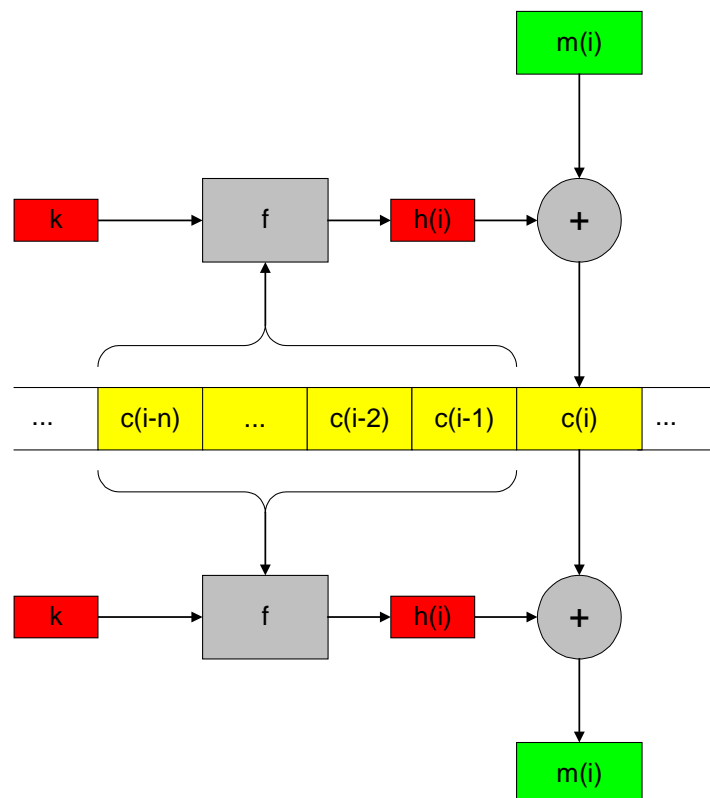 m(i)
k f h(i) +
... c(i-n) ... c(i-2) c(i-1) c(i) ...
k f h(i) +
m(i)